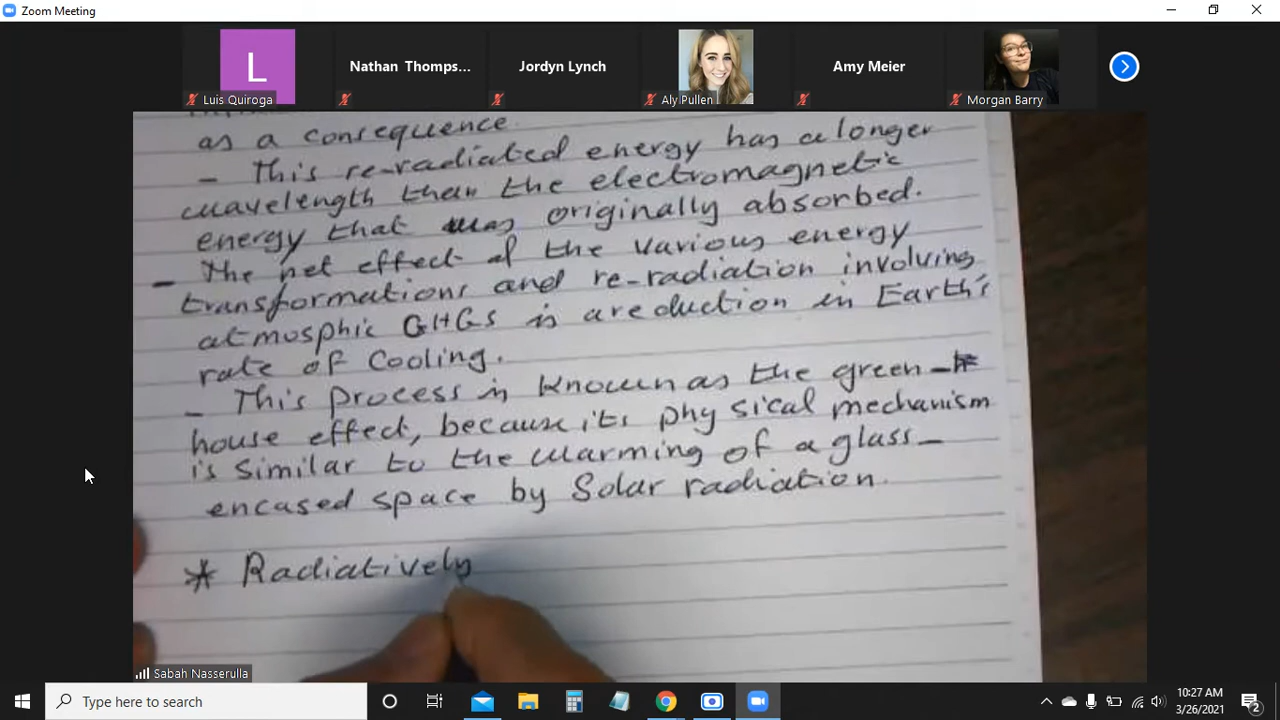 Zoom Meeting
L
Luis Quiroga
Nathan Thomps...
Jordyn Lynch
Aly Pullen
Amy Meier
Morgan Barry
as a consequence.
- This re-radiated energy has a longer
wavelength than the electromagnetic
energy that was originally absorbed.
- The net effect of the various energy
transformations and re-radiation involving
atmosphic GHGs is a reduction in Earth's
rate of cooling.
- This process is known as the green-
house effect, because its physical mechanism
is similar to the warming of a glass-
encased space by Solar radiation.
* Radiatively
Sabah Nasserulla
Type here to search
10:27 AM
3/26/2021
2